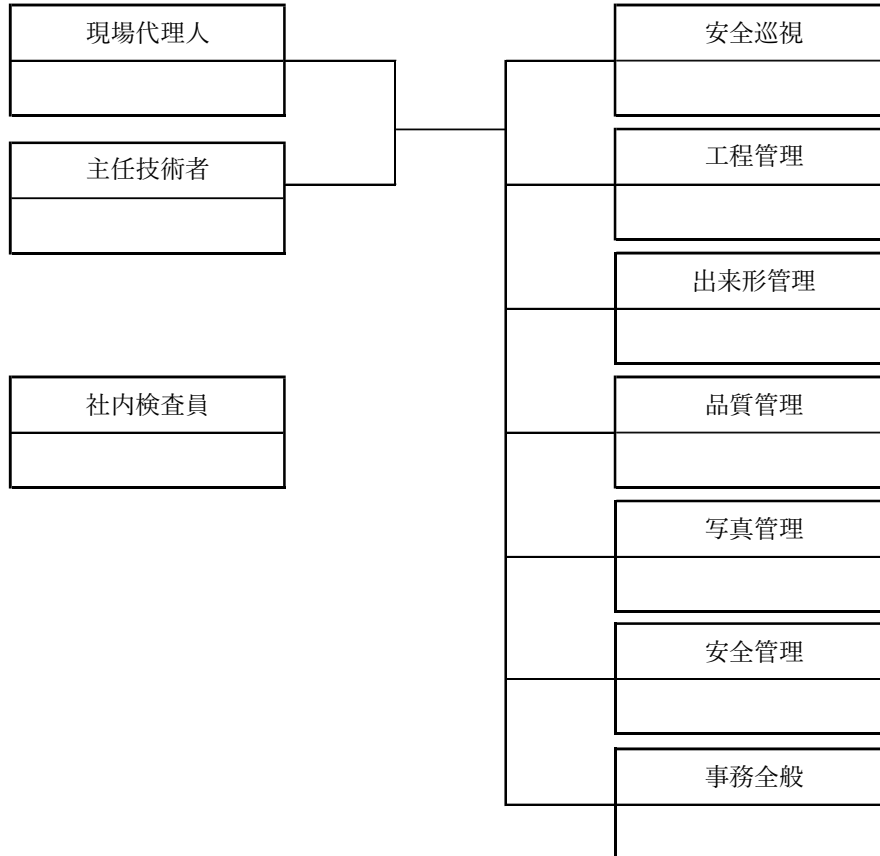 現場代理人
主任技術者
社内検査員
安全巡視
工程管理
出来形管理
品質管理
写真管理
安全管理
事務全般